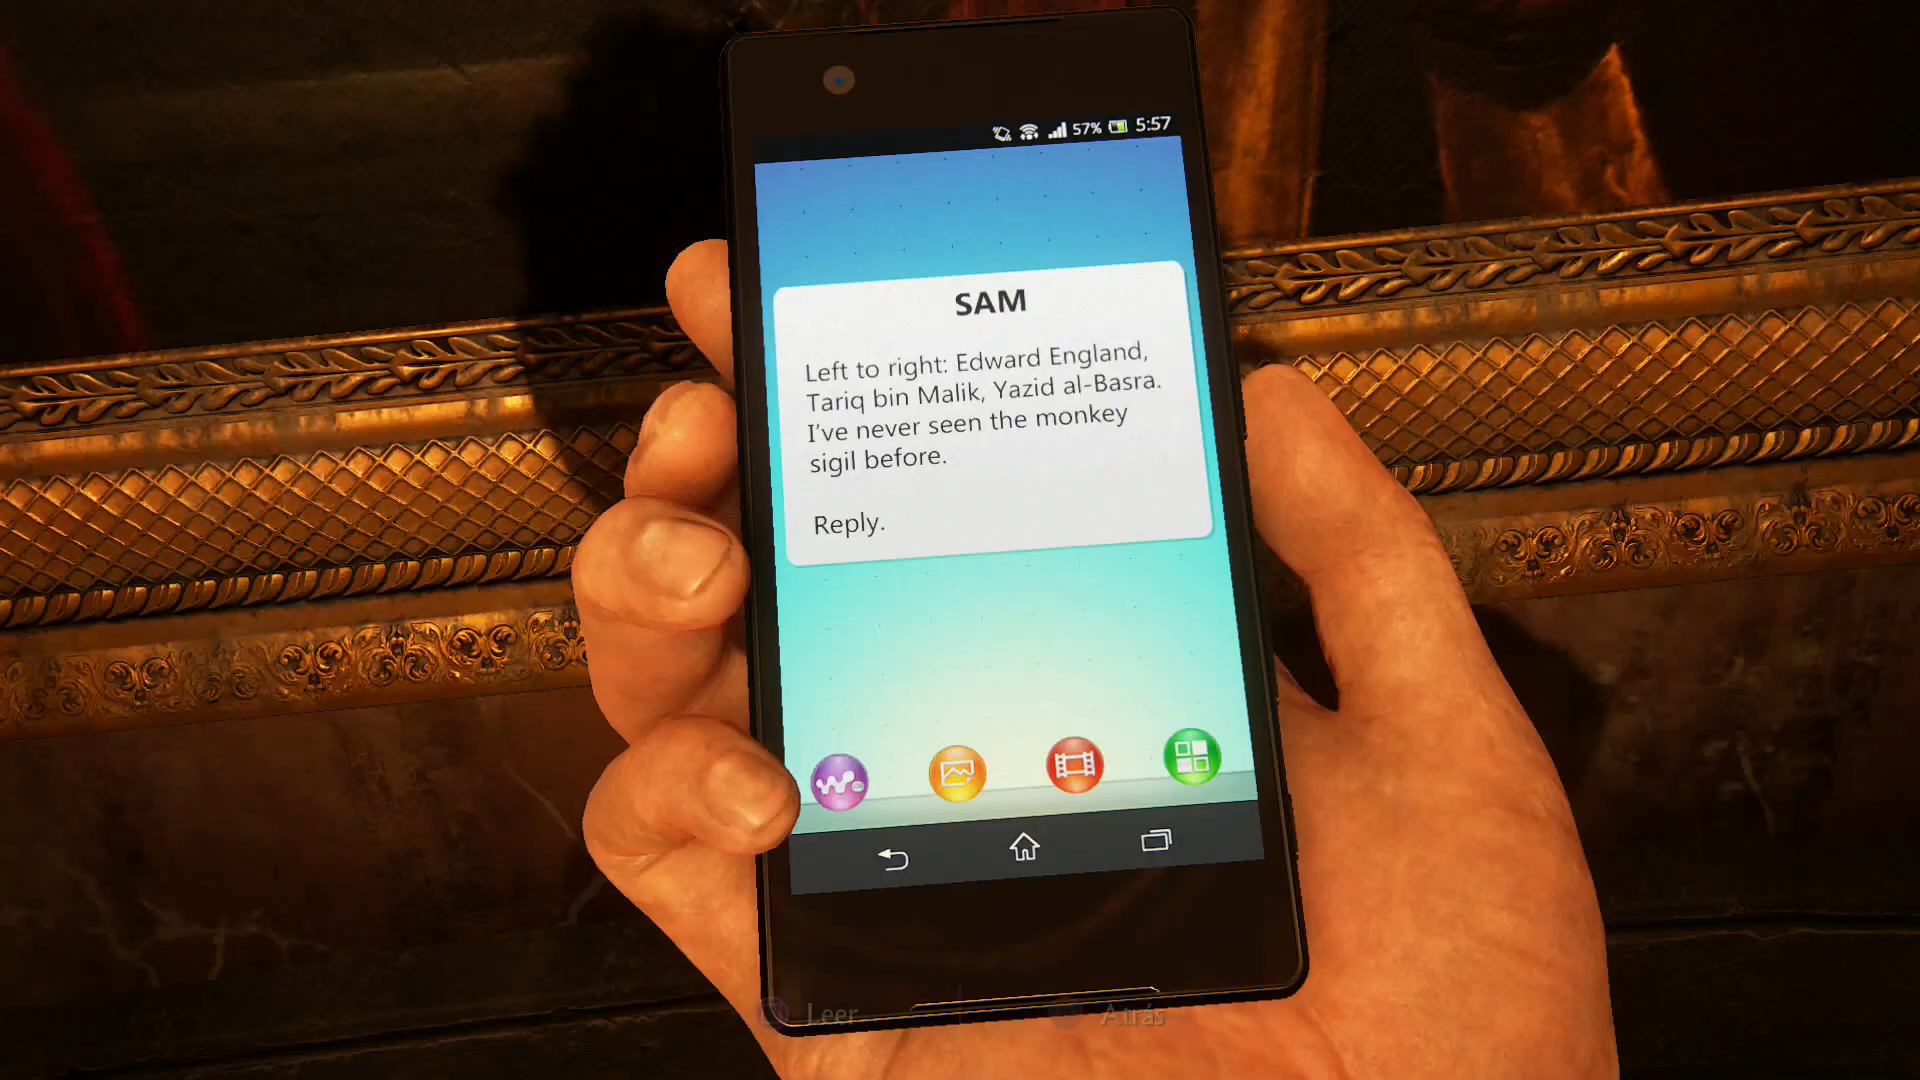 57% 5:57
SAM
Left to right: Edward England,
Tariq bin Malik, Yazid al-Basra.
I've never seen the monkey
sigil before.
Reply.
Leer
Atrás